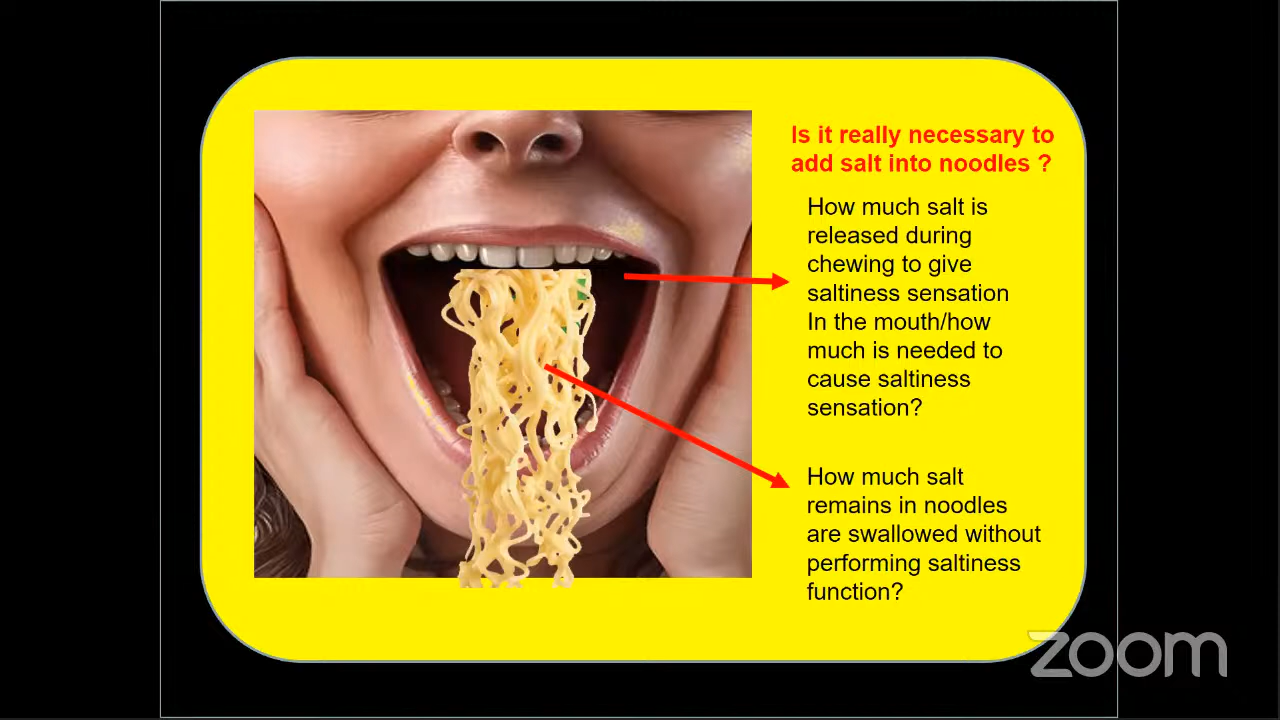 Is it really necessary to
add salt into noodles ?
How much salt is
released during
chewing to give
saltiness sensation
In the mouth/how
much is needed to
cause saltiness
sensation?
How much salt
remains in noodles
are swallowed without
performing saltiness
function?
zoom